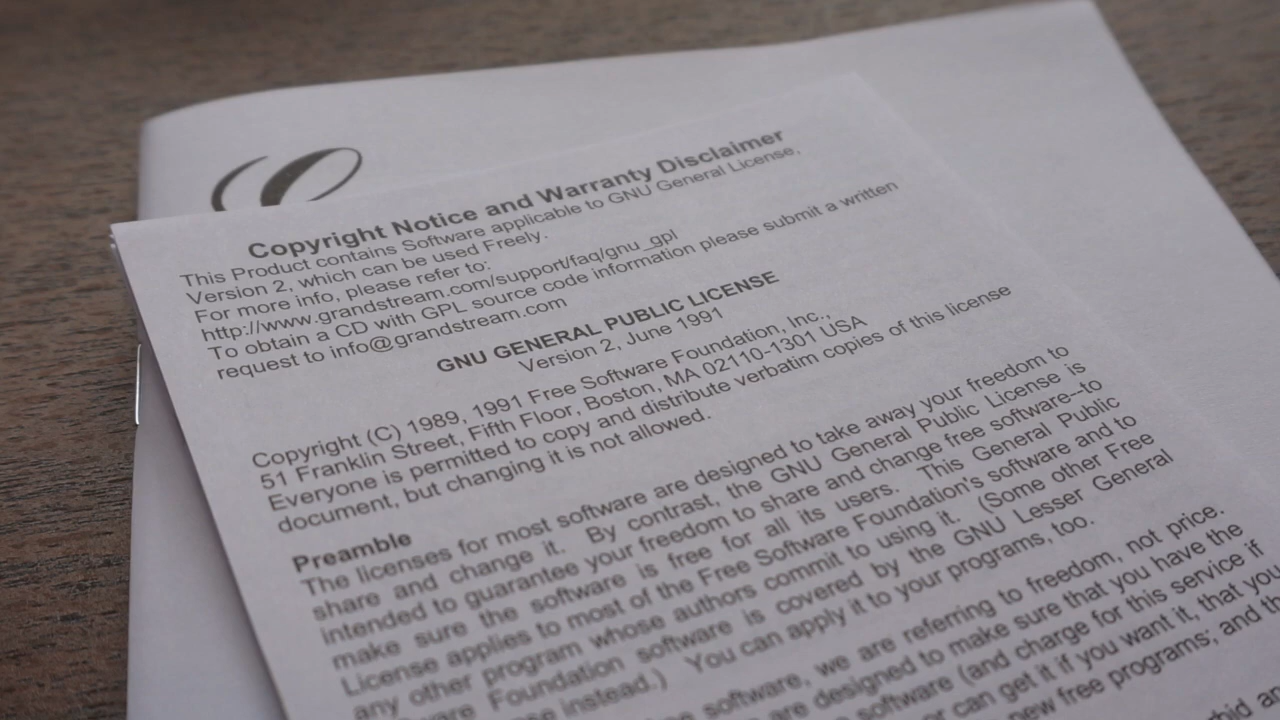 Copyright Notice and Warranty Disclaimer
This Product contains Software applicable to GNU General License,
Version 2, which can be used Freely.
For more info, please refer to:
http://www.grandstream.com/support/faq/gnu_gpl
To obtain a CD with GPL source code information please submit a written
request to info@grandstream.com
GNU GENERAL PUBLIC LICENSE
Version 2, June 1991
Copyright (C) 1989, 1991 Free Software Foundation, Inc.,
51 Franklin Street, Fifth Floor, Boston, MA 02110-1301 USA
Everyone is permitted to copy and distribute verbatim copies of this license
document, but changing it is not allowed.
Preamble
The licenses for most software are designed to take away your freedom to
share and change it. By contrast, the GNU General Public License is
intended to guarantee your freedom to share and change free software--to
make sure the software is free for all its users. This General Public
License applies to most of the Free Software Foundation's software and to
any other program whose authors commit to using it. (Some other Free
Foundation software is covered by the GNU Lesser General
instead.) You can apply it to your programs, too.
software, we are referring to freedom, not price.
are designed to make sure that you have the
software (and charge for this service if
or can get it if you want it, that you
new free programs; and